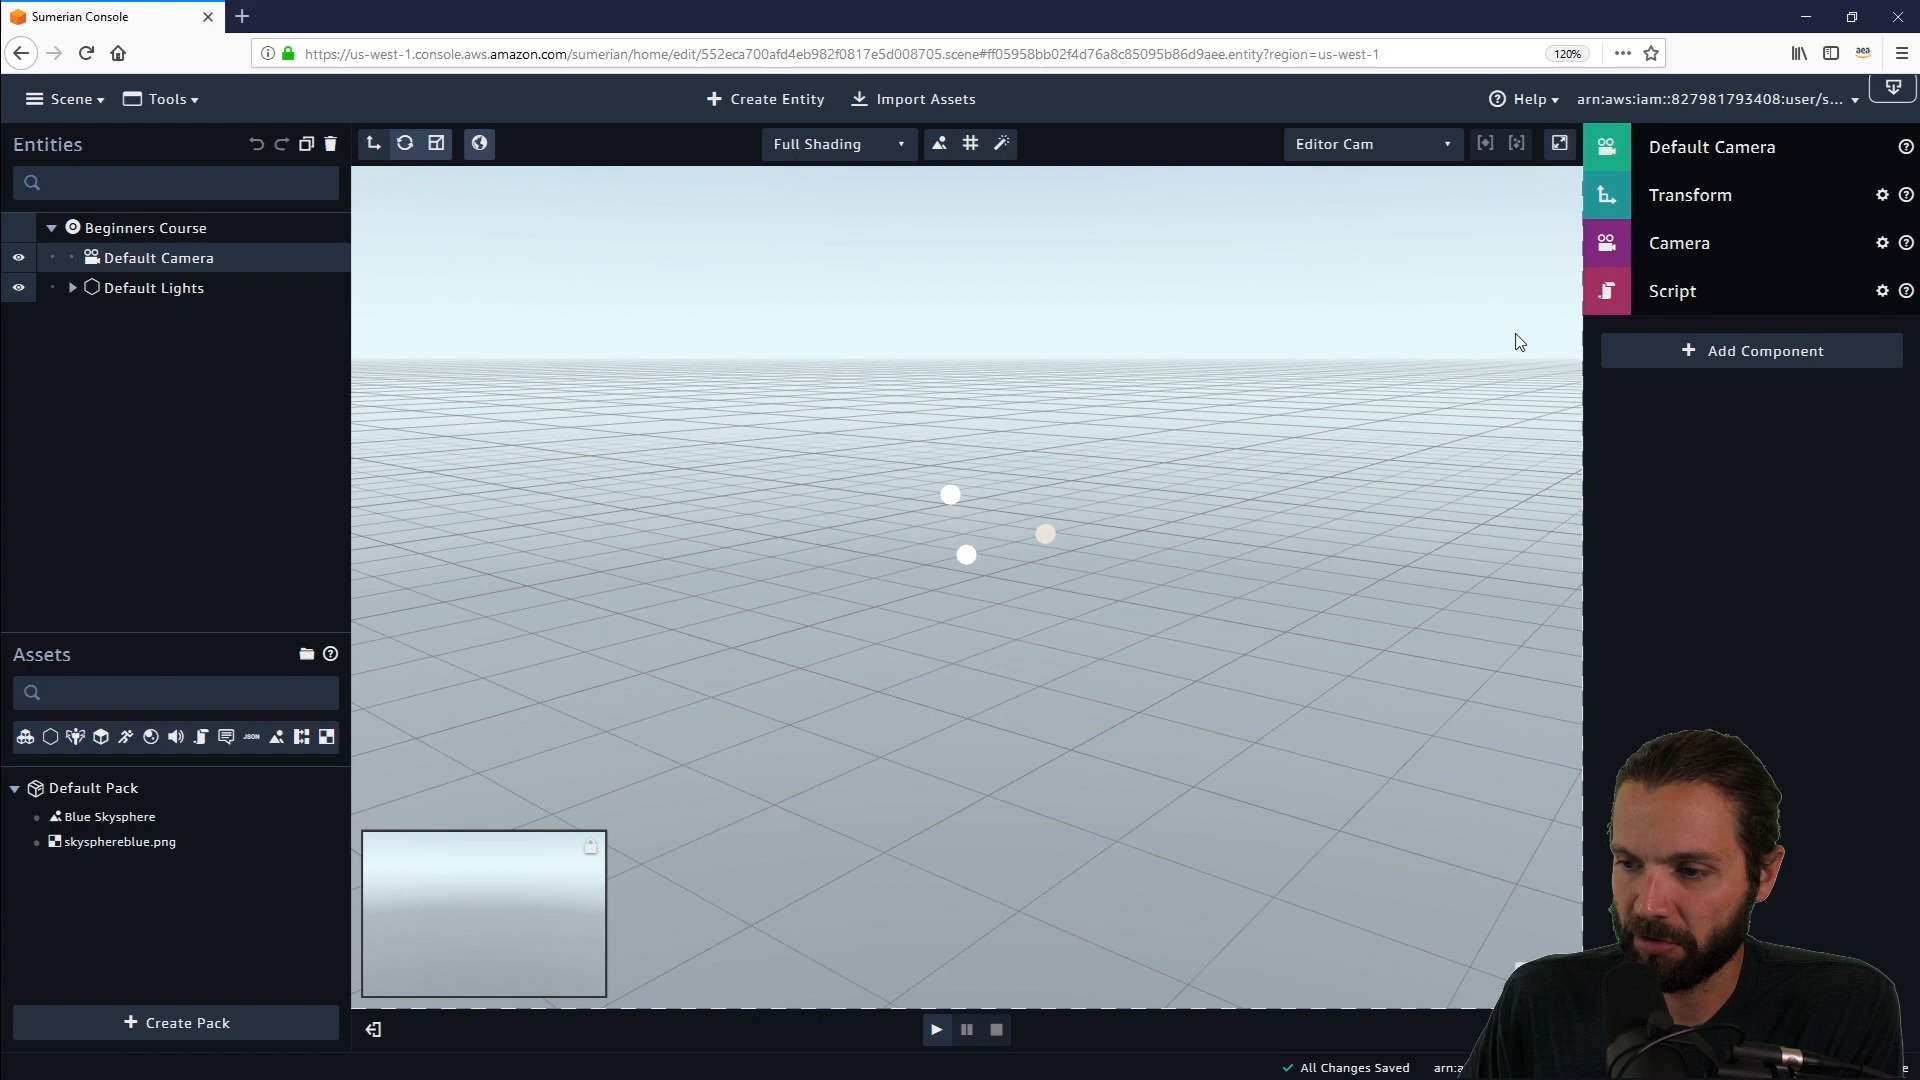 Sumerian Console
https://us-west-1.console.aws.amazon.com/sumerian/home/edit/552eca700afd4eb982f0817e5d008705.scene#ff05958bb02f4d76a8c85095b86d9aee.entity?region=us-west-1
120%
aea
Scene
Tools
Create Entity
Import Assets
Help
arn:aws:iam::827981793408:user/s...
Entities
Full Shading
Editor Cam
Default Camera
Transform
Camera
Script
Add Component
Beginners Course
Default Camera
Default Lights
Assets
JSON
Default Pack
Blue Skysphere
skysphereblue.png
Create Pack
All Changes Saved